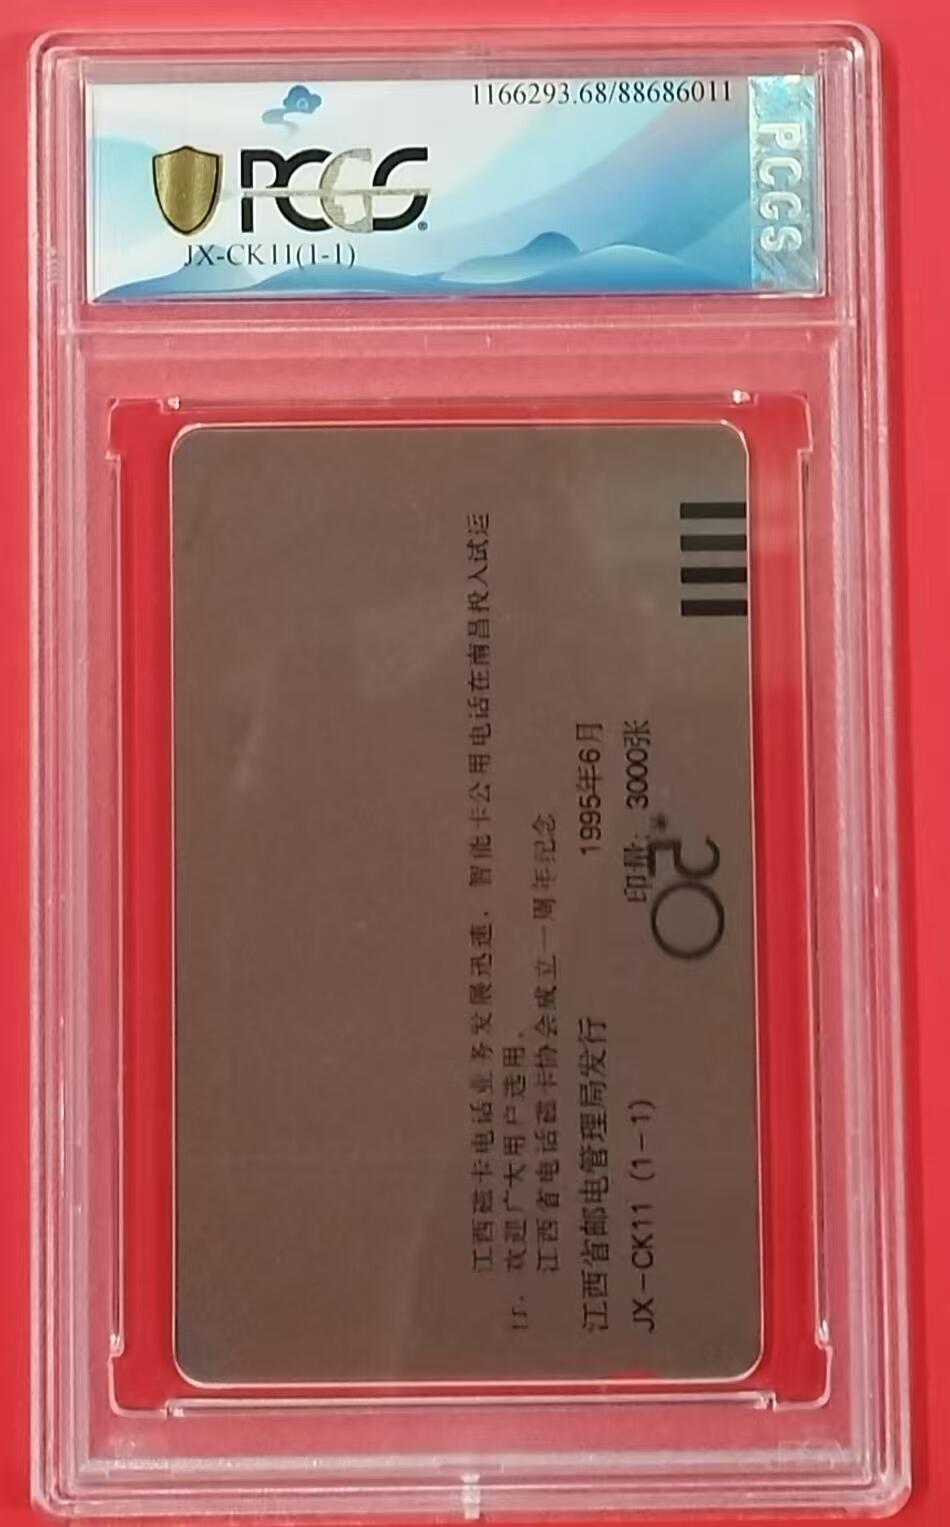 1166293.68/88686011
PCGS
PCGS
JX-CK11(1-1)
江西磁卡电话业务发展迅速，智能卡公用电话在南昌投入试运
行，欢迎广大用户选用。
江西省电话磁卡协会成立一周年纪念
江西省邮电管理局发行 1995年6月
JX-CK11 (1-1) 印量: 3000张